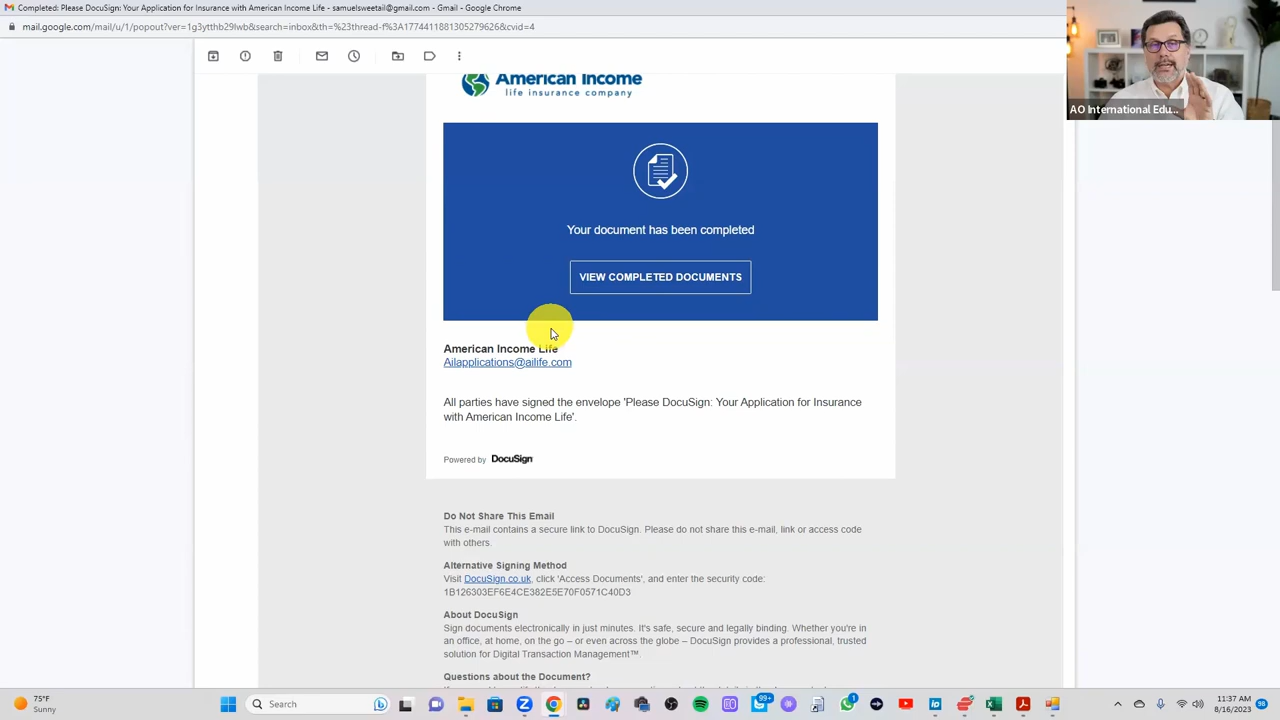 Completed: Please DocuSign: Your Application for Insurance with American Income Life - samuelsweetail@gmail.com - Gmail - Google Chrome
mail.google.com/mail/u/1/popout?ver=1g3ytthb29lwb&search=inbox&th=%23thread-f%3A1774411881305279626&cvid=4
AO International Edu...
American Income
life insurance company
Your document has been completed
VIEW COMPLETED DOCUMENTS
American Income Life
Ailapplications@ailife.com
All parties have signed the envelope 'Please DocuSign: Your Application for Insurance
with American Income Life'.
Powered by DocuSign
Do Not Share This Email
This e-mail contains a secure link to DocuSign. Please do not share this e-mail, link or access code
with others.
Alternative Signing Method
Visit DocuSign.co.uk, click 'Access Documents', and enter the security code:
1B126303EF6E4CE382E5E70F0571C40D3
About DocuSign
Sign documents electronically in just minutes. It's safe, secure and legally binding. Whether you're in
an office, at home, on the go – or even across the globe – DocuSign provides a professional, trusted
solution for Digital Transaction Management™.
Questions about the Document?
75°F
Sunny
Search
99+
1
11:37 AM
8/16/2023
98